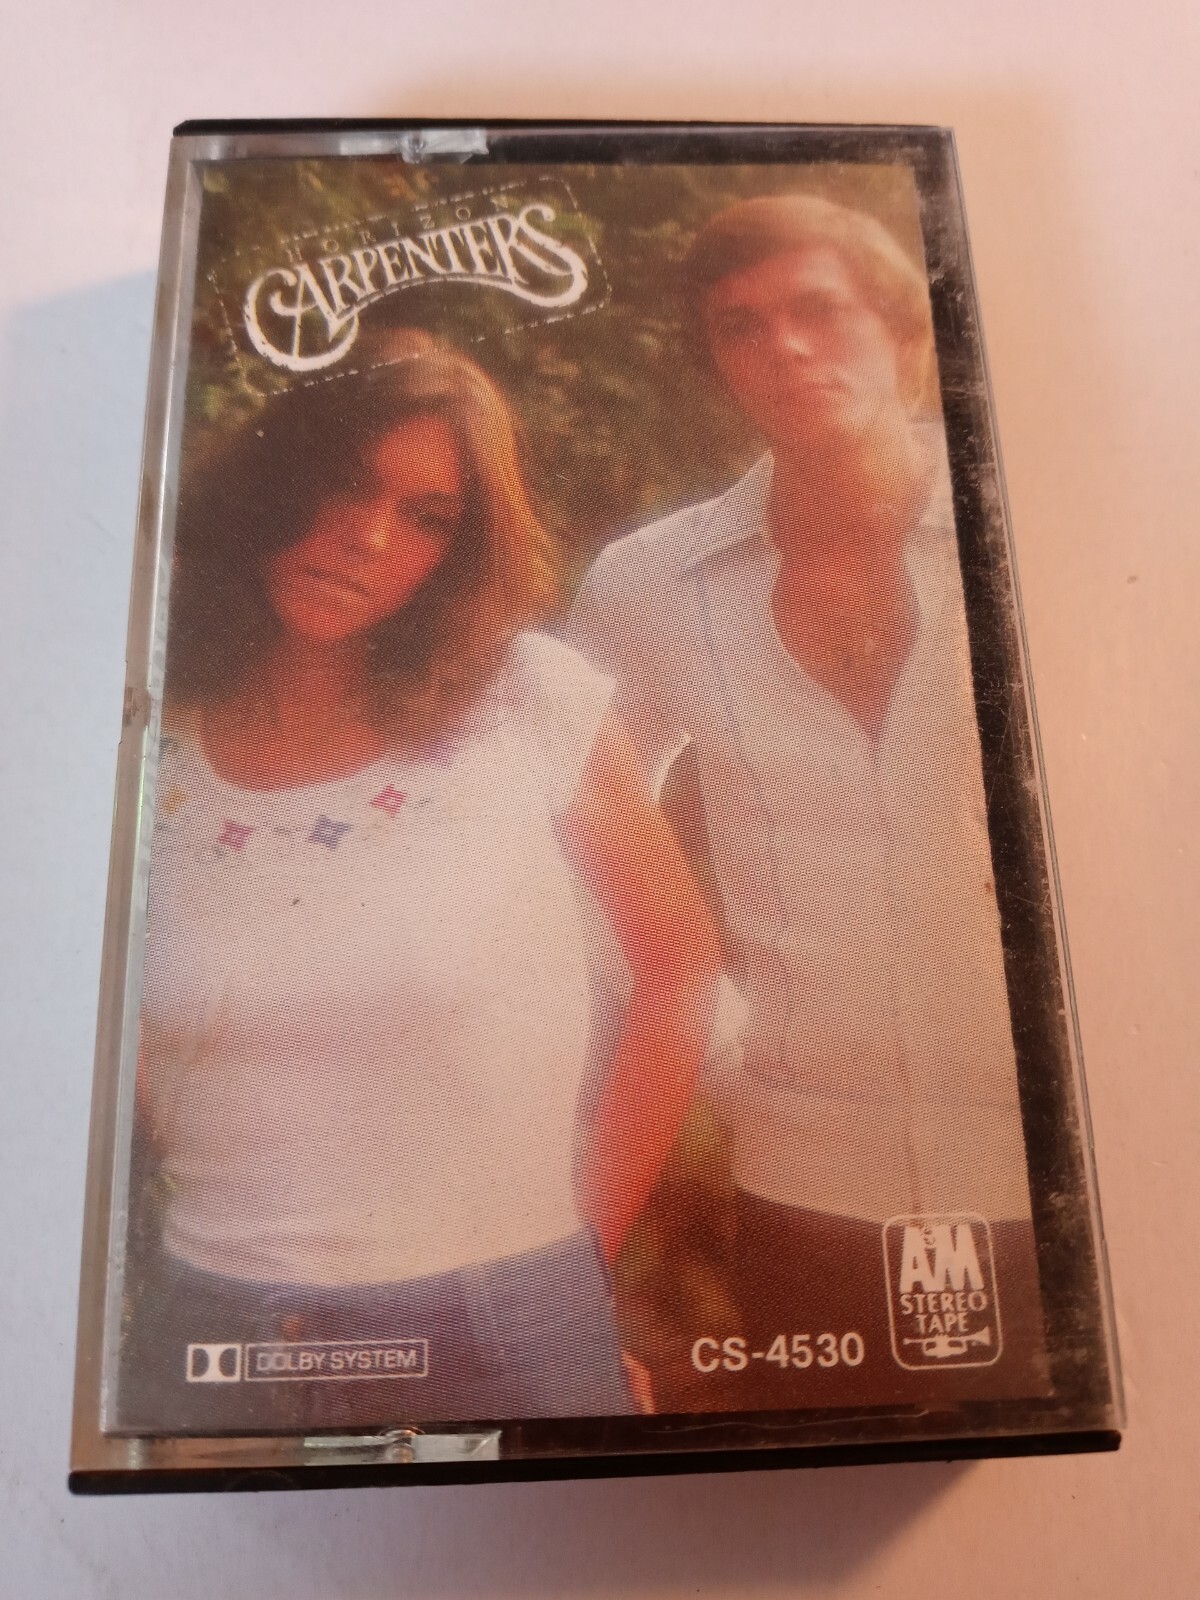 HORIZON
CARPENTERS
DOLBY SYSTEM
CS-4530
A&M
STEREO
TAPE